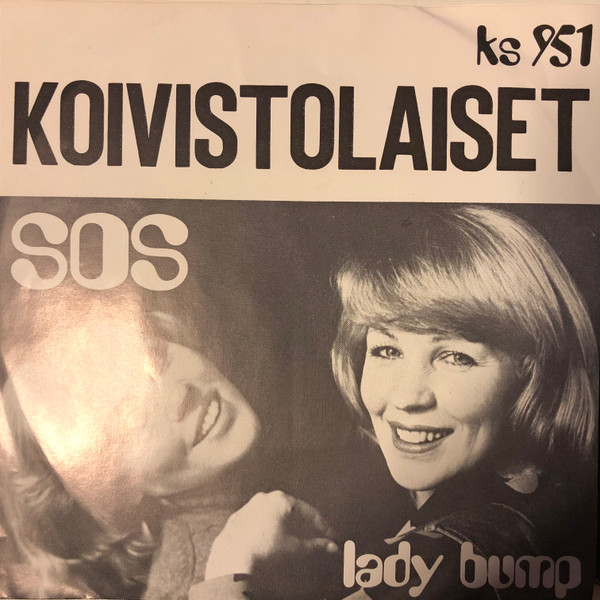 ks 951
KOIVISTOLAISET
SOS
lady bump